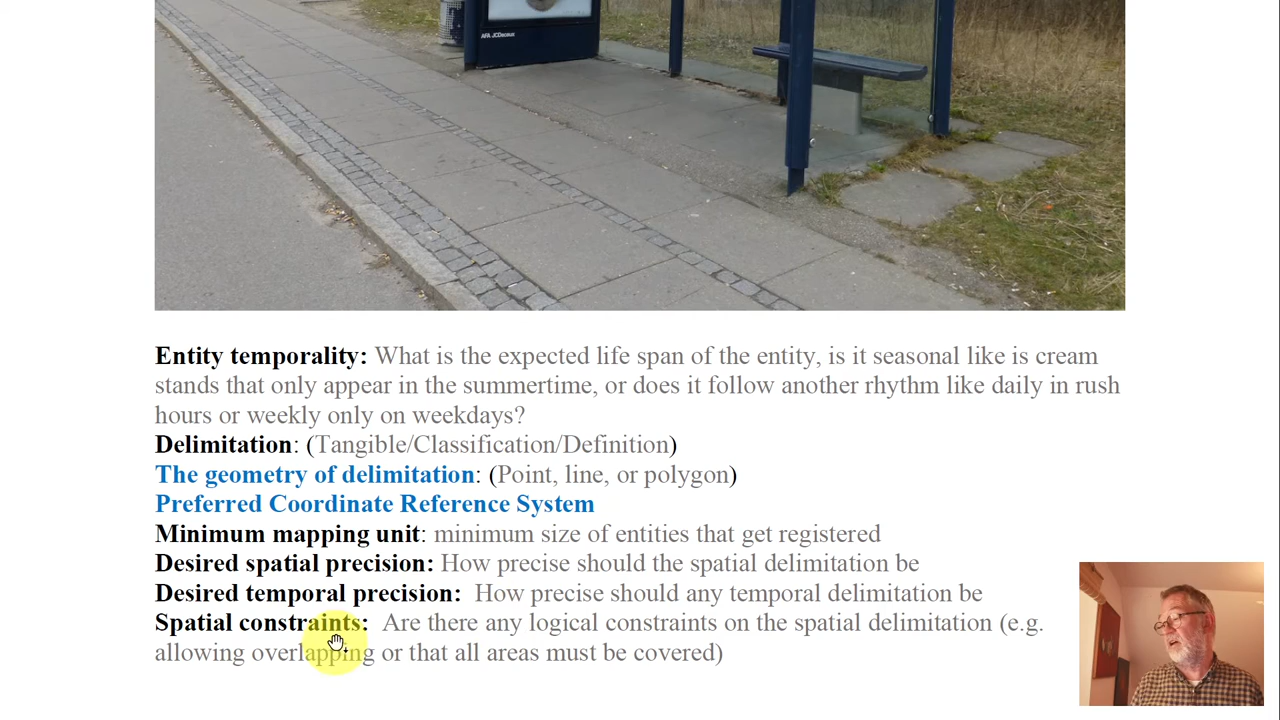 AFA JCDecaux
Entity temporality: What is the expected life span of the entity, is it seasonal like is cream
stands that only appear in the summertime, or does it follow another rhythm like daily in rush
hours or weekly only on weekdays?
Delimitation: (Tangible/Classification/Definition)
The geometry of delimitation: (Point, line, or polygon)
Preferred Coordinate Reference System
Minimum mapping unit: minimum size of entities that get registered
Desired spatial precision: How precise should the spatial delimitation be
Desired temporal precision: How precise should any temporal delimitation be
Spatial constraints: Are there any logical constraints on the spatial delimitation (e.g.
allowing overlapping or that all areas must be covered)